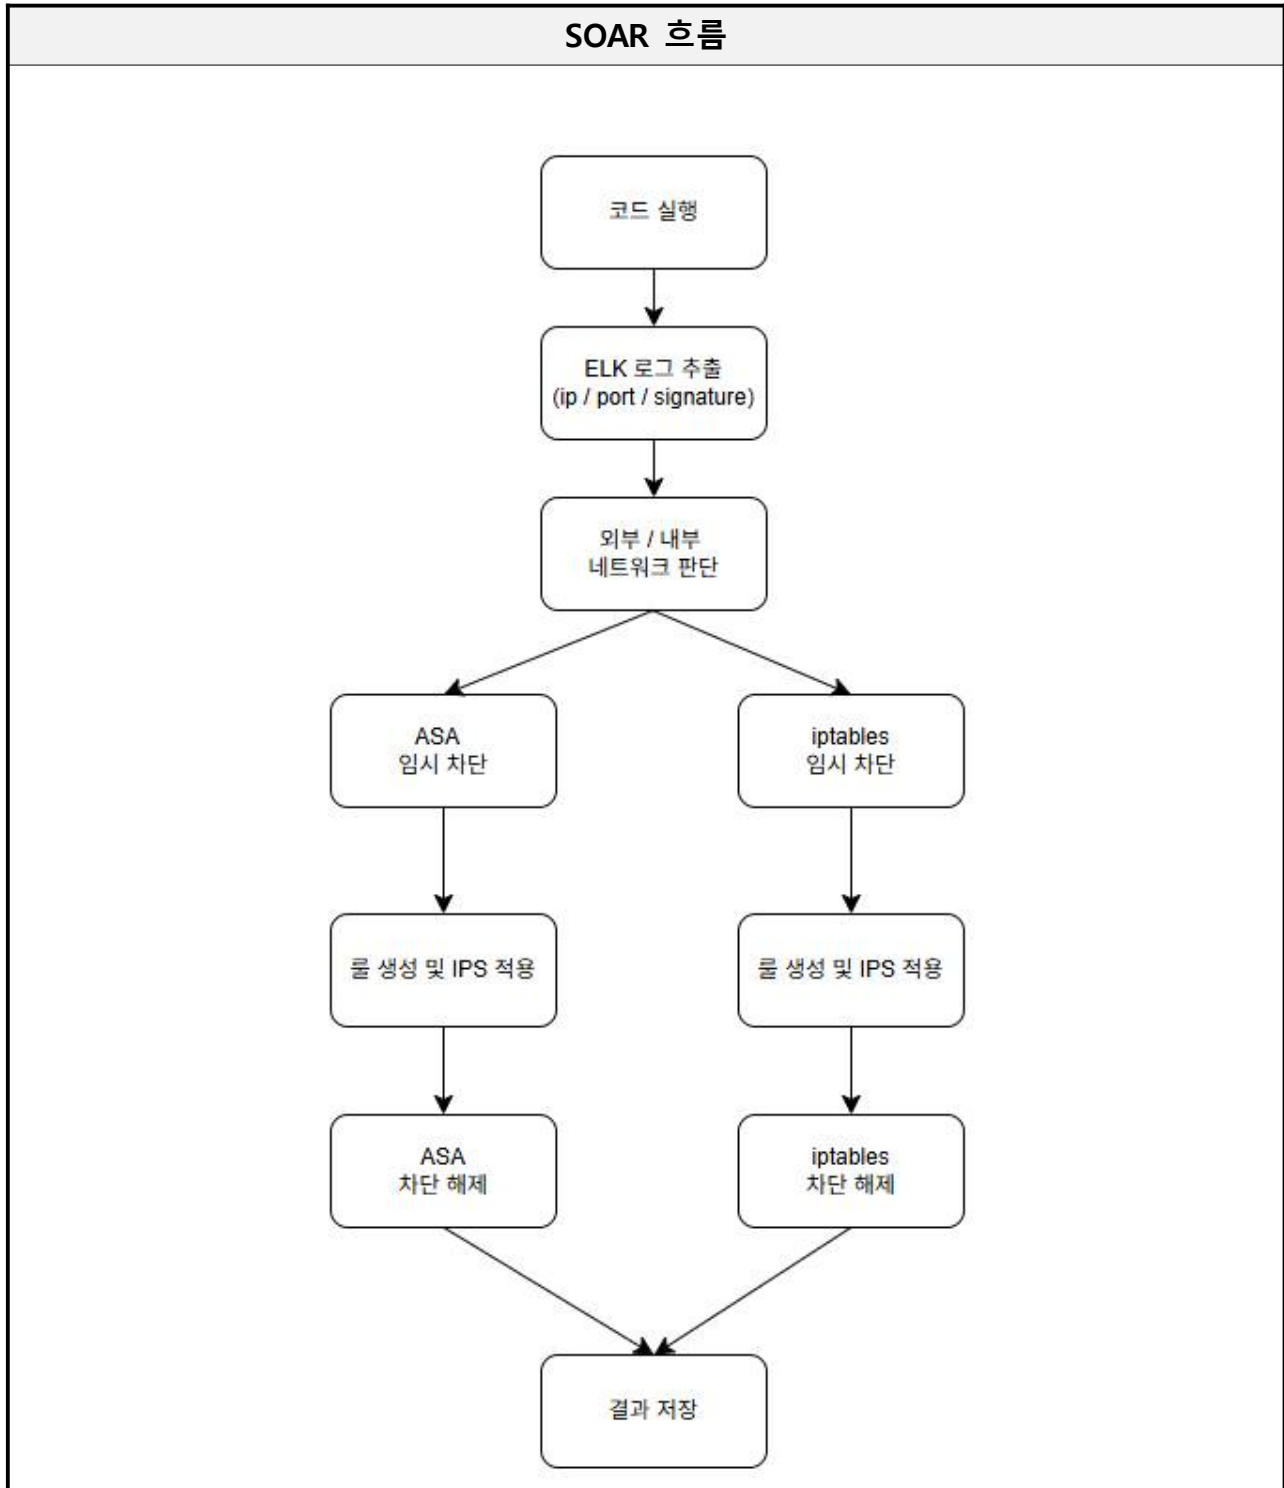 SOAR 흐름
코드 실행
ELK 로그 추출
(ip / port / signature)
외부 / 내부
네트워크 판단
ASA
임시 차단
iptables
임시 차단
룰 생성 및 IPS 적용
룰 생성 및 IPS 적용
ASA
차단 해제
iptables
차단 해제
결과 저장